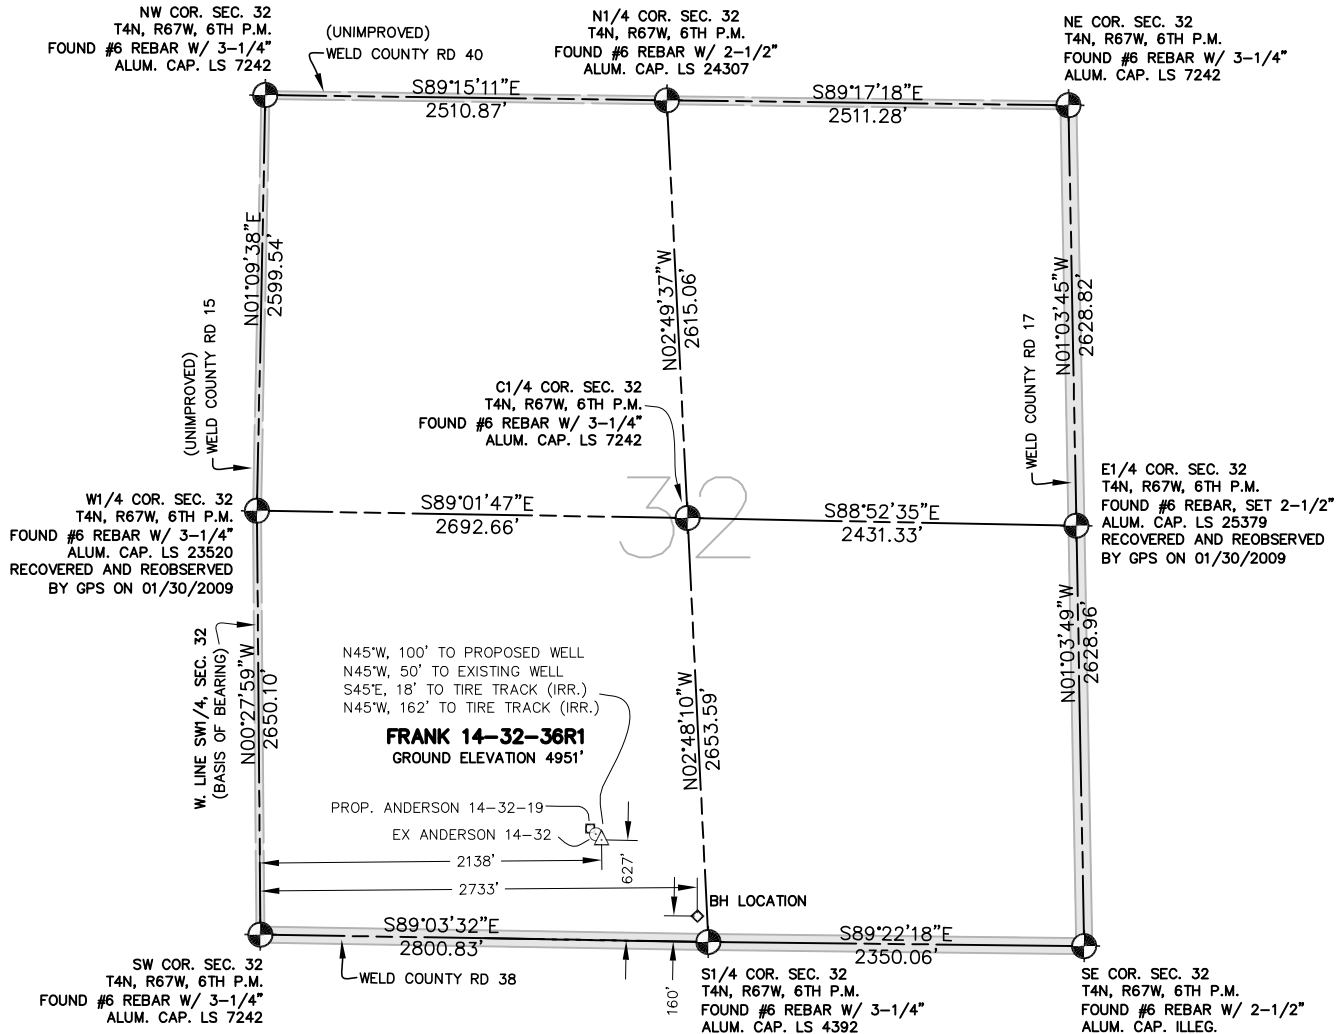 NW COR. SEC. 32
T4N, R67W, 6TH P.M.
FOUND #6 REBAR W/ 3-1/4"
ALUM. CAP. LS 7242
(UNIMPROVED)
WELD COUNTY RD 40
N1/4 COR. SEC. 32
T4N, R67W, 6TH P.M.
FOUND #6 REBAR W/ 2-1/2"
ALUM. CAP. LS 24307
NE COR. SEC. 32
T4N, R67W, 6TH P.M.
FOUND #6 REBAR W/ 3-1/4"
ALUM. CAP. LS 7242
S89°15'11"E
2510.87'
S89°17'18"E
2511.28'
N01°09'38"E
2599.54'
(UNIMPROVED)
WELD COUNTY RD 15
N02°49'37"W
2615.06'
N01°03'45"W
2628.82'
WELD COUNTY RD 17
C1/4 COR. SEC. 32
T4N, R67W, 6TH P.M.
FOUND #6 REBAR W/ 3-1/4"
ALUM. CAP. LS 7242
W1/4 COR. SEC. 32
T4N, R67W, 6TH P.M.
FOUND #6 REBAR W/ 3-1/4"
ALUM. CAP. LS 23520
RECOVERED AND REOBSERVED
BY GPS ON 01/30/2009
S89°01'47"E
2692.66'
32
S88°52'35"E
2431.33'
E1/4 COR. SEC. 32
T4N, R67W, 6TH P.M.
FOUND #6 REBAR, SET 2-1/2"
ALUM. CAP. LS 25379
RECOVERED AND REOBSERVED
BY GPS ON 01/30/2009
W. LINE SW1/4, SEC. 32
(BASIS OF BEARING)
N00°27'59"W
2650.10'
N45°W, 100' TO PROPOSED WELL
N45°W, 50' TO EXISTING WELL
S45°E, 18' TO TIRE TRACK (IRR.)
N45°W, 162' TO TIRE TRACK (IRR.)
FRANK 14-32-36R1
GROUND ELEVATION 4951'
N02°48'10"W
2653.59'
N01°03'49"W
2628.96'
PROP. ANDERSON 14-32-19
EX ANDERSON 14-32
2138'
627'
2733'
BH LOCATION
S89°03'32"E
2800.83'
S89°22'18"E
2350.06'
160'
WELD COUNTY RD 38
SW COR. SEC. 32
T4N, R67W, 6TH P.M.
FOUND #6 REBAR W/ 3-1/4"
ALUM. CAP. LS 7242
S1/4 COR. SEC. 32
T4N, R67W, 6TH P.M.
FOUND #6 REBAR W/ 3-1/4"
ALUM. CAP. LS 4392
SE COR. SEC. 32
T4N, R67W, 6TH P.M.
FOUND #6 REBAR W/ 2-1/2"
ALUM. CAP. ILLEG.